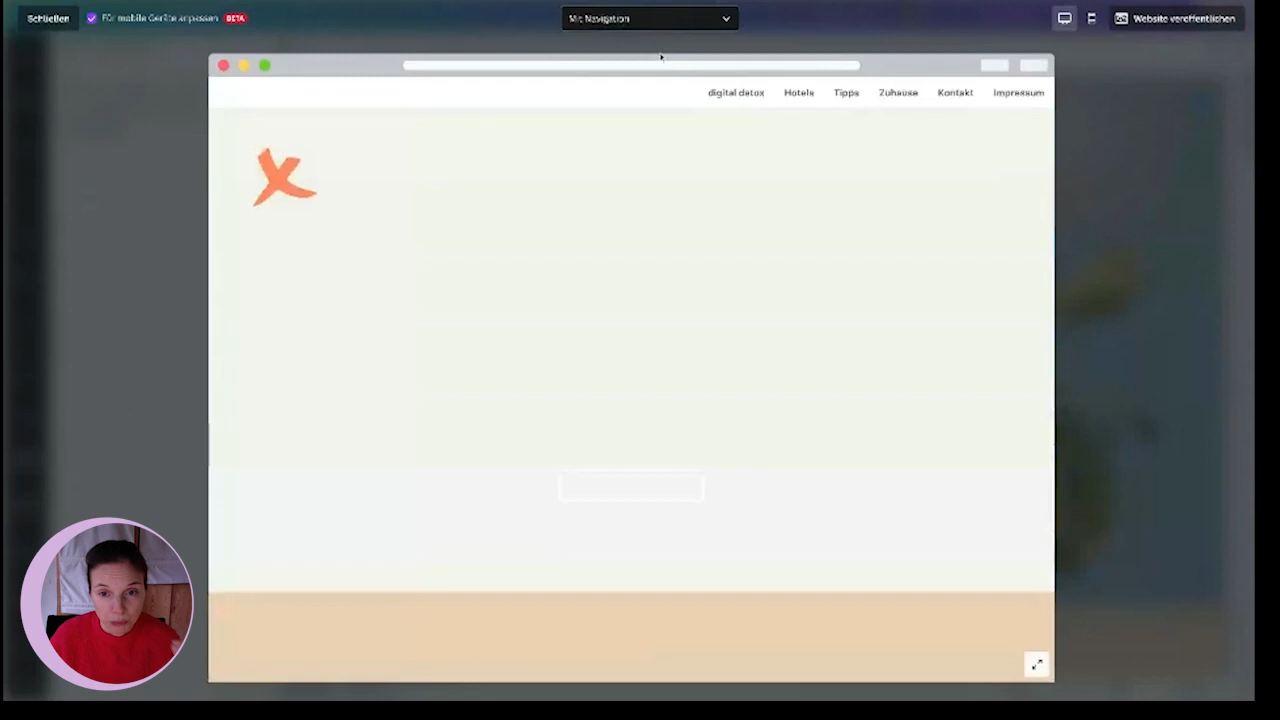 Schließen
Für mobile Geräte anpassen BETA
Mit Navigation
Website veröffentlichen
digital detox Hotels Tipps Zuhause Kontakt Impressum